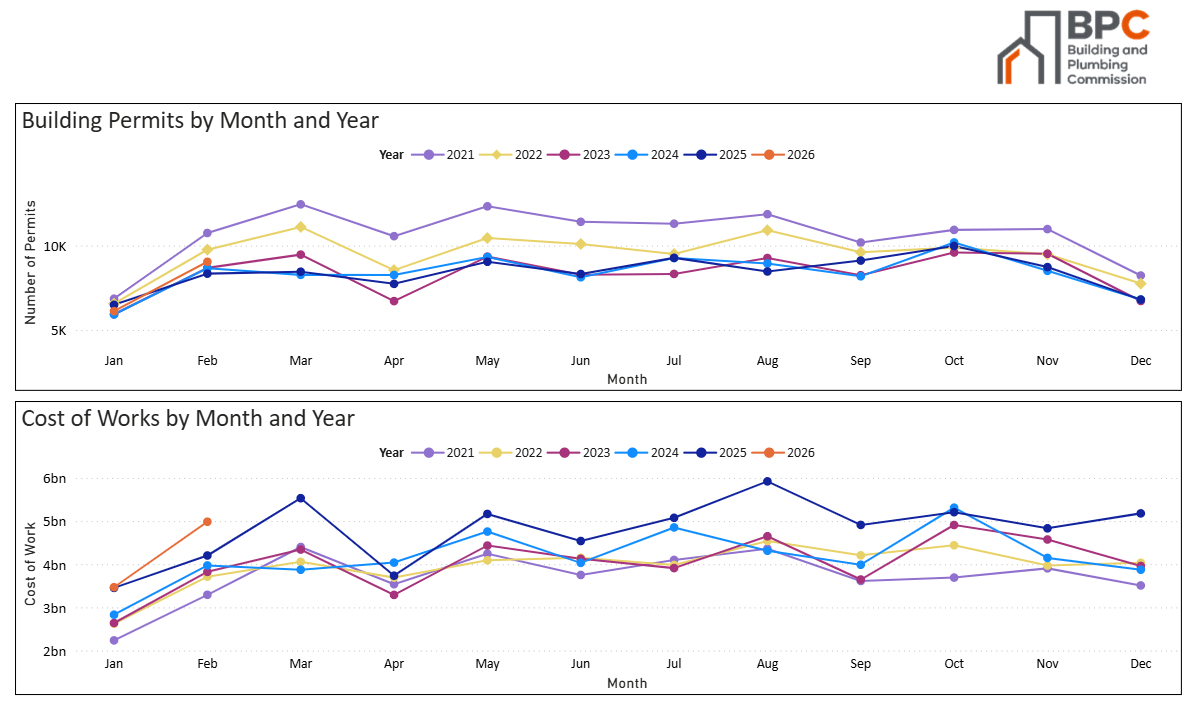 BPC
Building and
Plumbing
Commission
Building Permits by Month and Year
Year 2021 2022 2023 2024 2025 2026
Number of Permits
10K
5K
Jan Feb Mar Apr May Jun Jul Aug Sep Oct Nov Dec
Month
Cost of Works by Month and Year
Year 2021 2022 2023 2024 2025 2026
Cost of Work
6bn
5bn
4bn
3bn
2bn
Jan Feb Mar Apr May Jun Jul Aug Sep Oct Nov Dec
Month